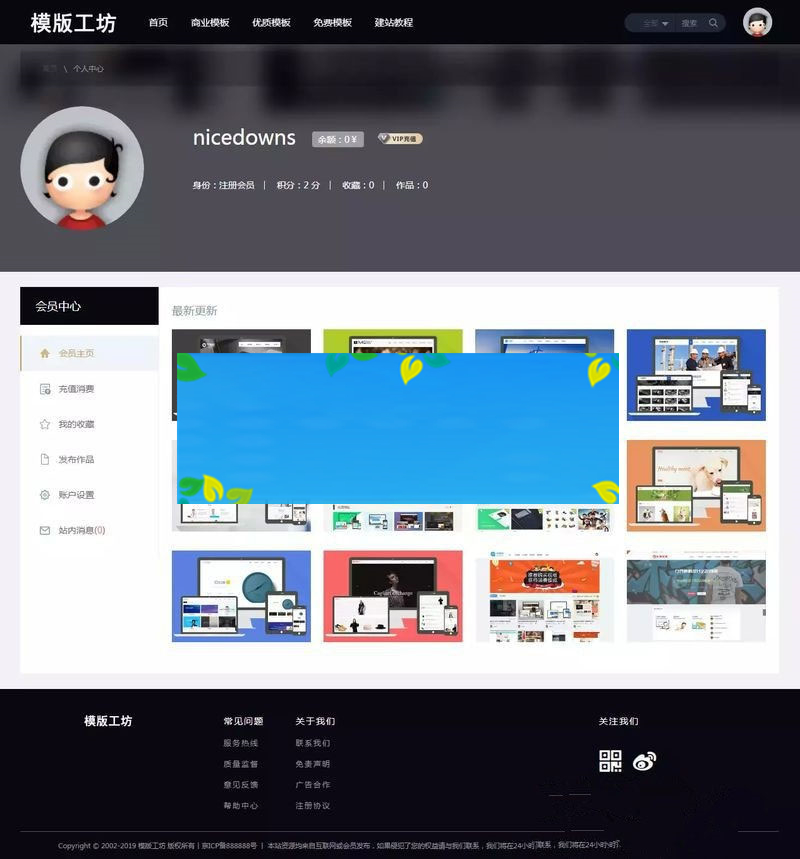 模版工坊 首页 商业模板 优质模板 免费模板 建站教程 全部 搜索
首页 \ 个人中心
nicedowns 余额：0￥ VIP充值
身份：注册会员 | 积分：2 分 | 收藏：0 | 作品：0
会员中心
会员主页
充值消费
我的收藏
发布作品
账户设置
站内消息(0)
最新更新
Healthy meat
模版工坊
常见问题
服务热线
质量监督
意见反馈
帮助中心
关于我们
联系我们
免责声明
广告合作
注册协议
关注我们
Copyright © 2002-2019 模版工坊 版权所有 | 京ICP备888888号 | 本站资源均来自互联网或会员发布，如果侵犯了您的权益请与我们联系，我们将在24小时